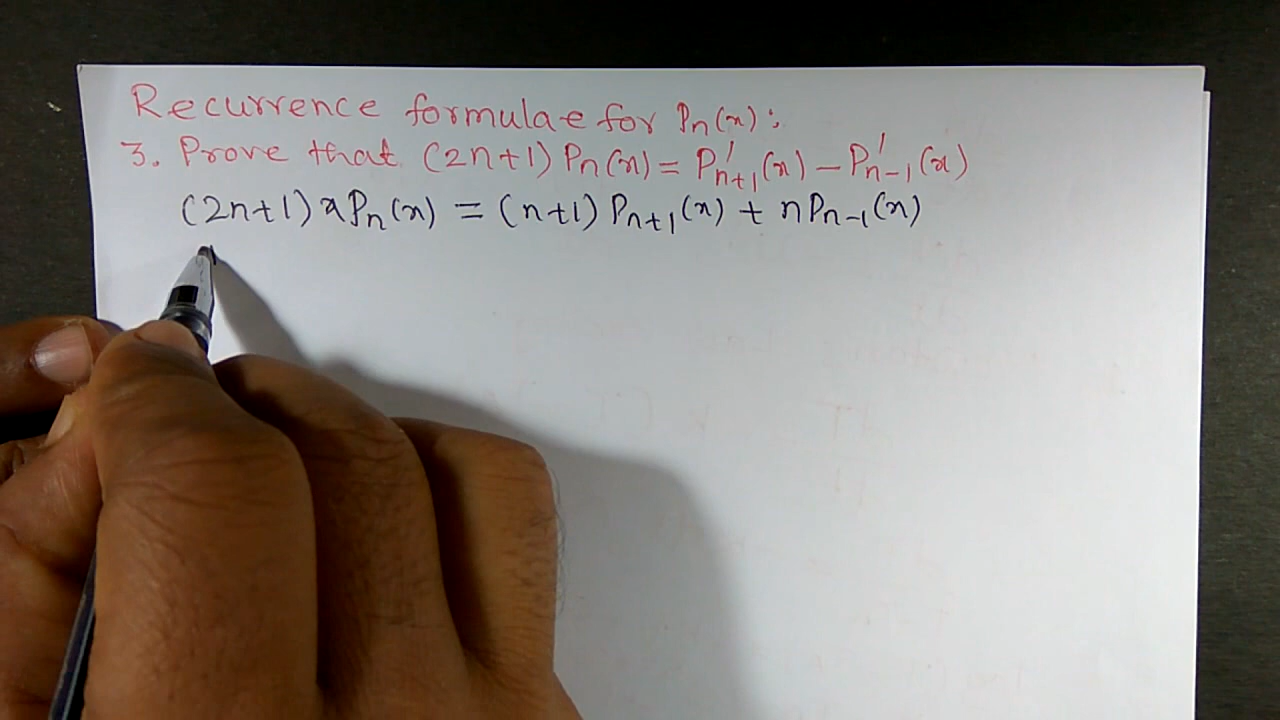 Recurrence formulae for Pn(x):
3. Prove that (2n+1) Pn(x) = P'n+1(x) − P'n−1(x)
(2n+1) x Pn(x) = (n+1) Pn+1(x) + n Pn−1(x)